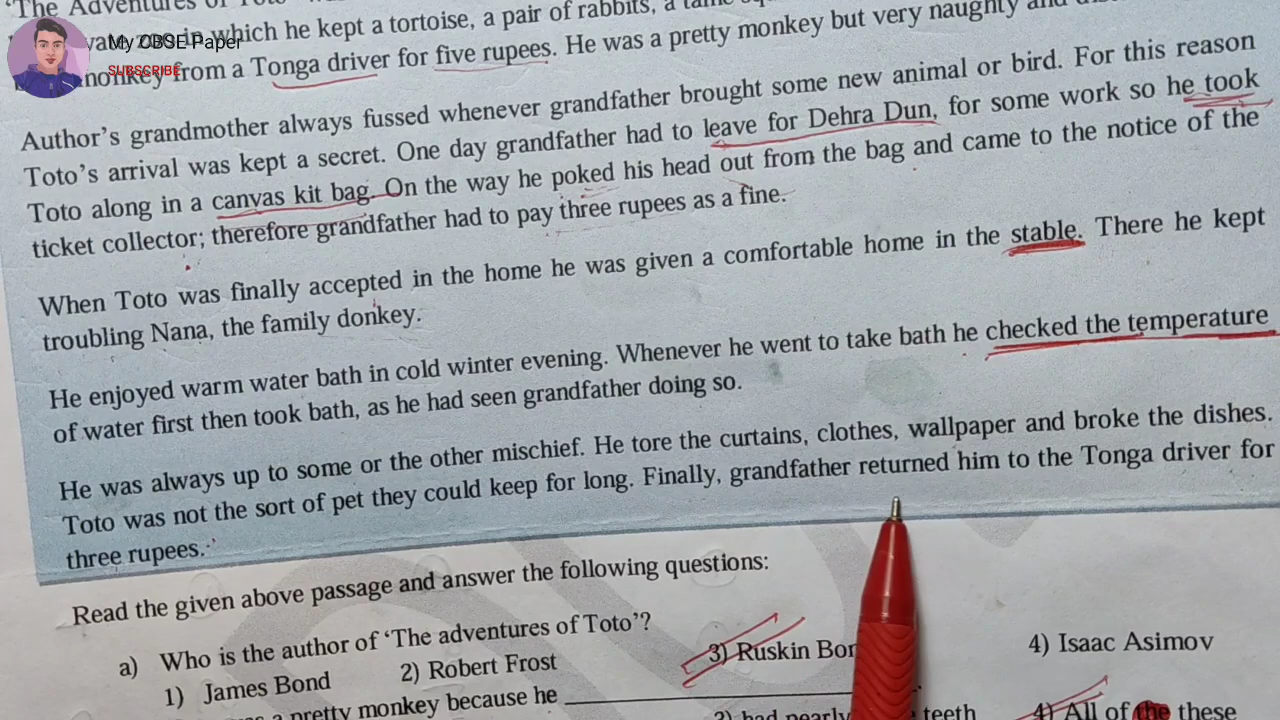 'The Adventures of Toto'
which he kept a tortoise, a pair of rabbits, a tame
My CBSE Paper
SUBSCRIBE
monkey from a Tonga driver for five rupees. He was a pretty monkey but very naughty and
Author's grandmother always fussed whenever grandfather brought some new animal or bird. For this reason
Toto's arrival was kept a secret. One day grandfather had to leave for Dehra Dun, for some work so he took
Toto along in a canvas kit bag. On the way he poked his head out from the bag and came to the notice of the
ticket collector; therefore grandfather had to pay three rupees as a fine.
When Toto was finally accepted in the home he was given a comfortable home in the stable. There he kept
troubling Nana, the family donkey.
He enjoyed warm water bath in cold winter evening. Whenever he went to take bath he checked the temperature
of water first then took bath, as he had seen grandfather doing so.
He was always up to some or the other mischief. He tore the curtains, clothes, wallpaper and broke the dishes.
Toto was not the sort of pet they could keep for long. Finally, grandfather returned him to the Tonga driver for
three rupees.
Read the given above passage and answer the following questions:
a) Who is the author of 'The adventures of Toto'?
1) James Bond 2) Robert Frost 3) Ruskin Bon 4) Isaac Asimov
a pretty monkey because he ____________.
had pearly teeth 4) All of the these